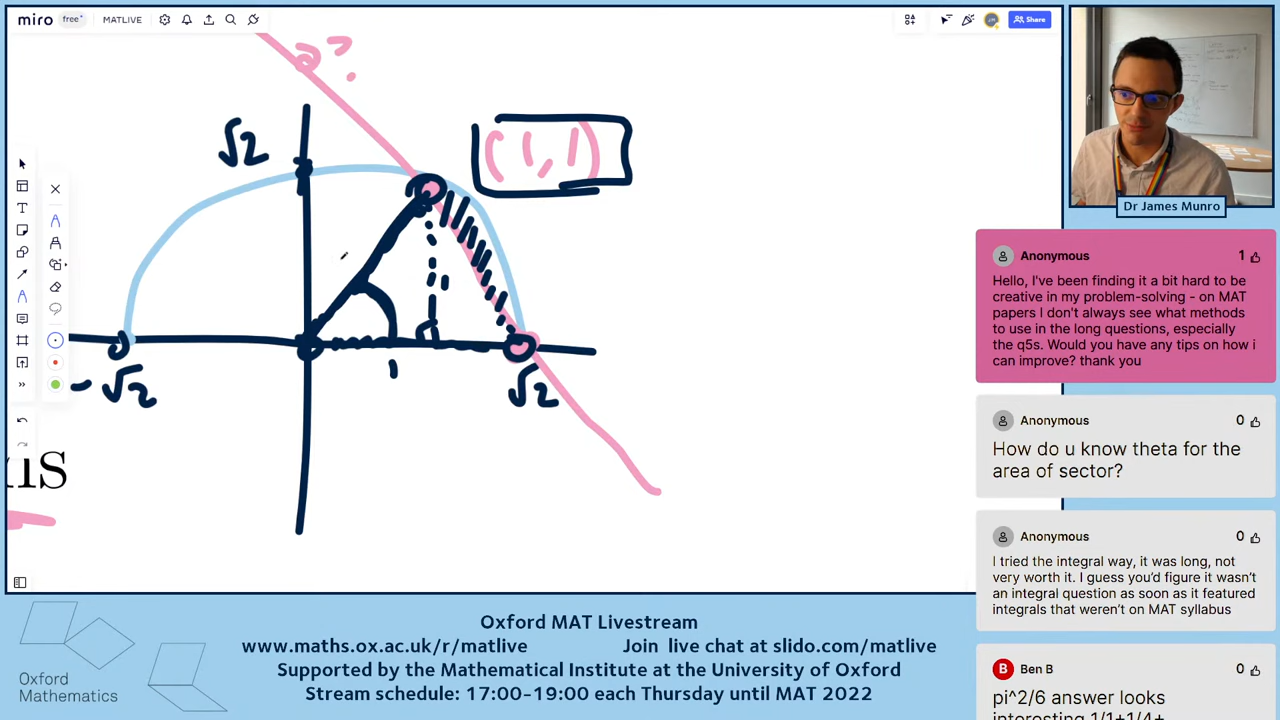 miro
free
MATLIVE
Share
?
√2
(1, 1)
1
1
-√2
√2
is
Dr James Munro
Anonymous
1
Hello, I've been finding it a bit hard to be
creative in my problem-solving - on MAT
papers I don't always see what methods
to use in the long questions, especially
the q5s. Would you have any tips on how i
can improve? thank you
Anonymous
0
How do u know theta for the
area of sector?
Anonymous
0
I tried the integral way, it was long, not
very worth it. I guess you'd figure it wasn't
an integral question as soon as it featured
integrals that weren't on MAT syllabus
B
Ben B
0
pi^2/6 answer looks
interesting 1/1+1/4+
Oxford
Mathematics
Oxford MAT Livestream
www.maths.ox.ac.uk/r/matlive Join live chat at slido.com/matlive
Supported by the Mathematical Institute at the University of Oxford
Stream schedule: 17:00-19:00 each Thursday until MAT 2022